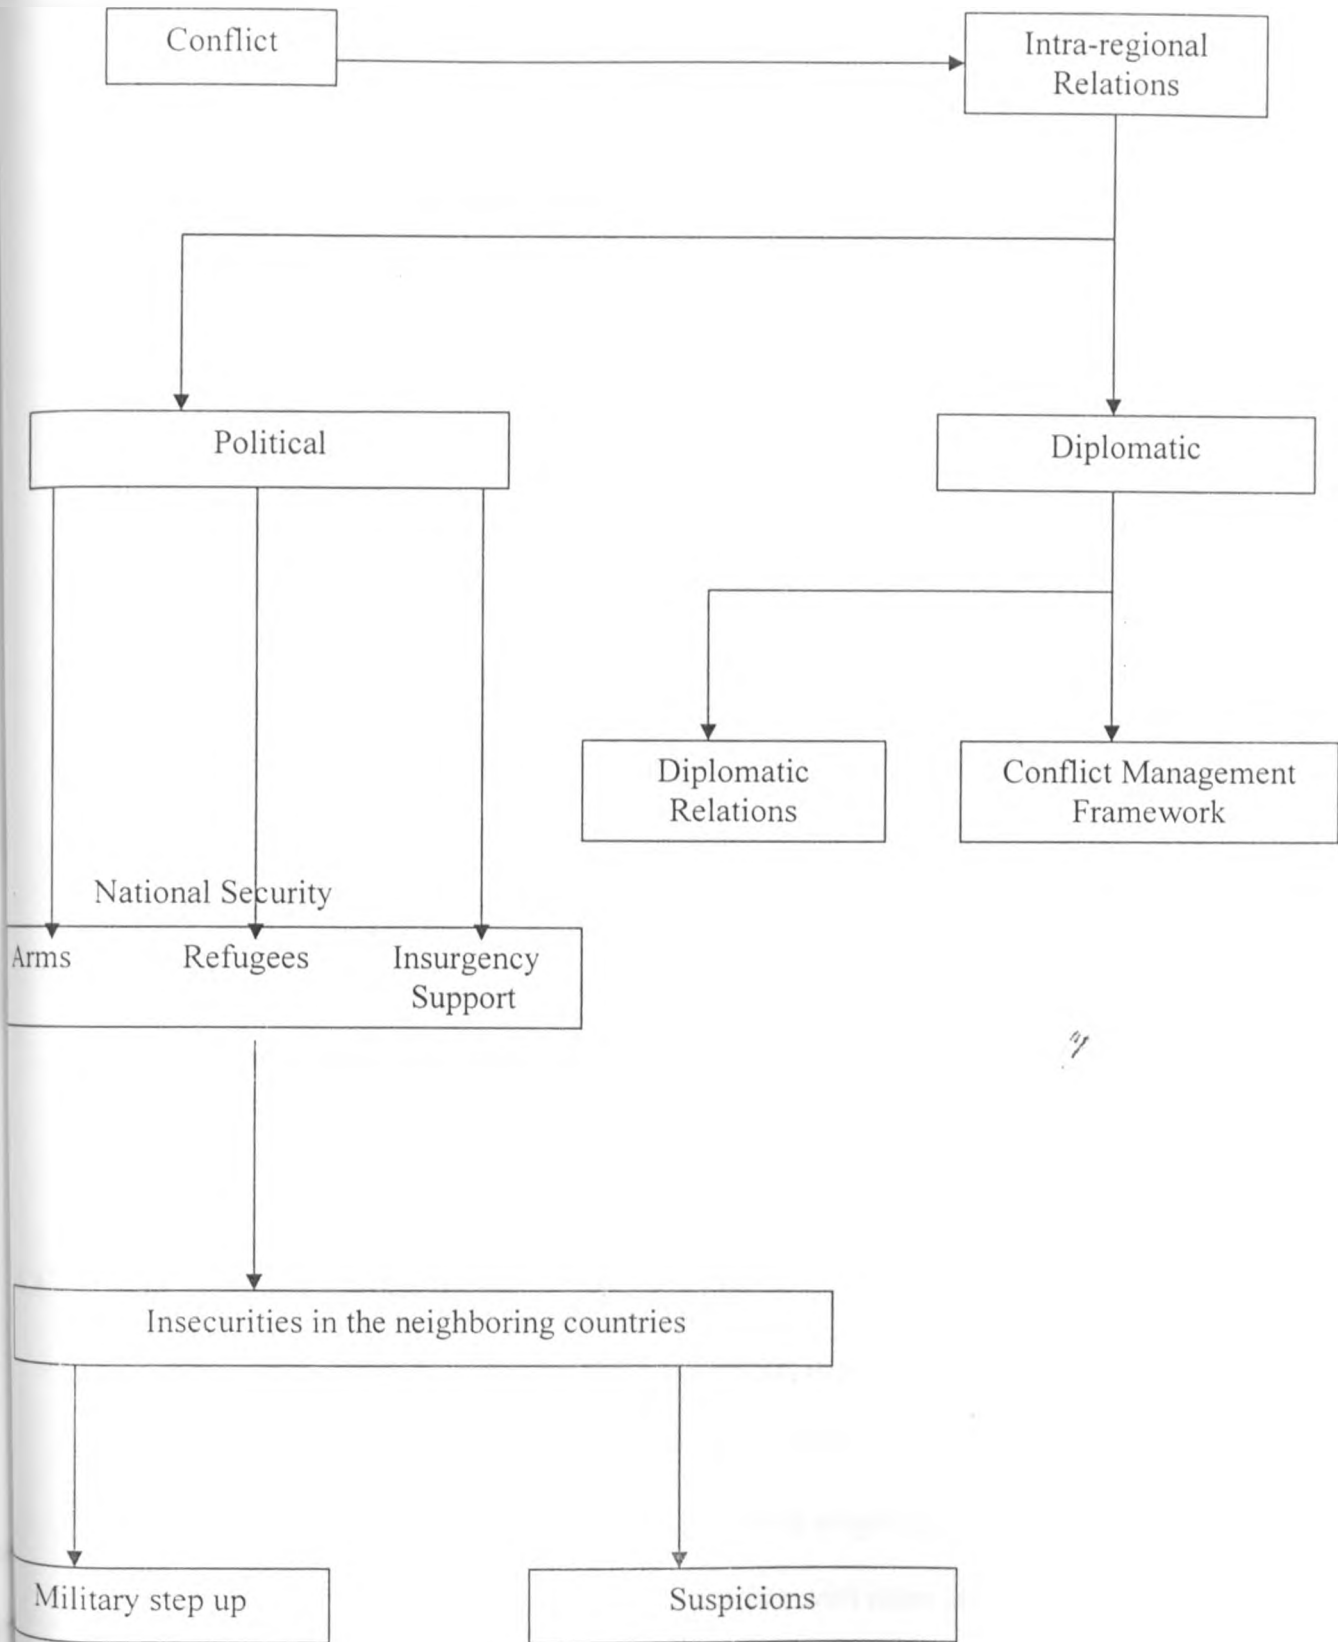 Conflict
Intra-regional
Relations
Political
Diplomatic
Diplomatic
Relations
Conflict Management
Framework
National Security
Arms
Refugees
Insurgency
Support
Insecurities in the neighboring countries
Military step up
Suspicions